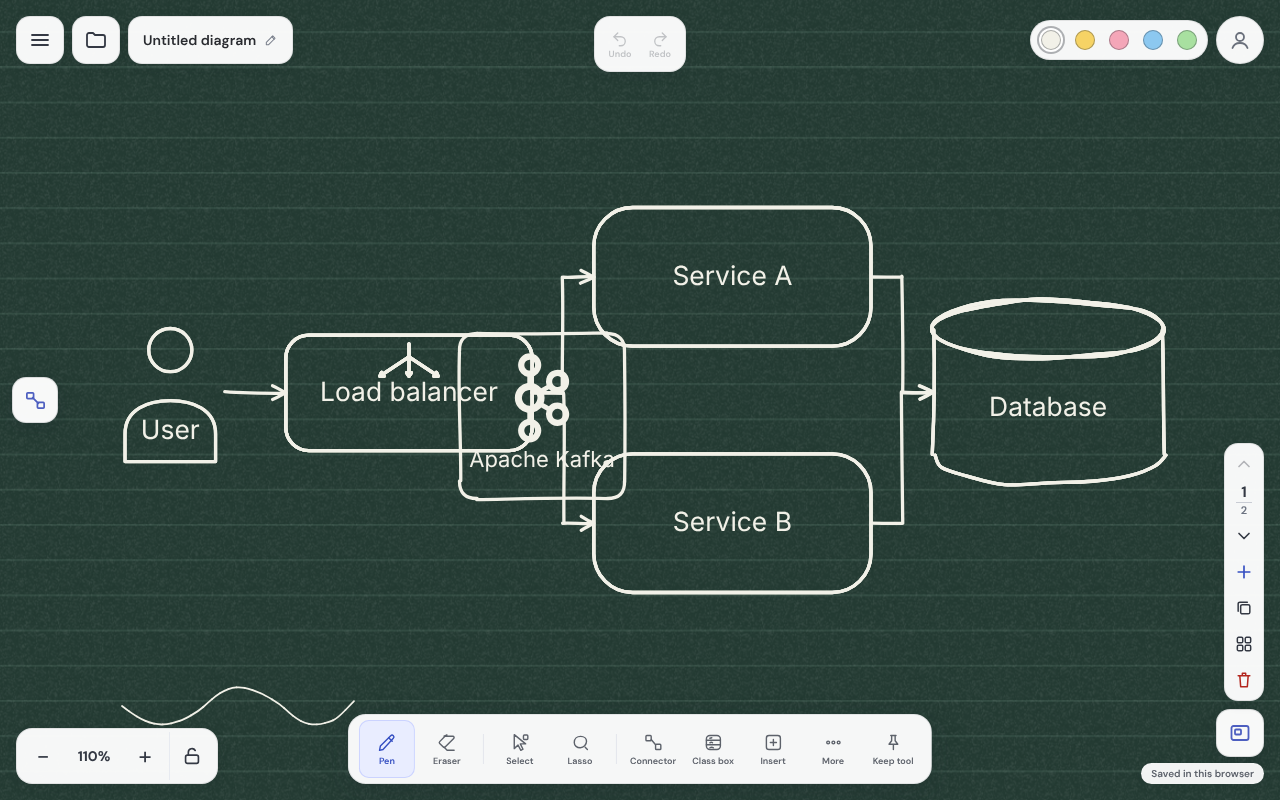 Untitled diagram
Undo
Redo
Service A
Load balancer
User
Apache Kafka
Database
Service B
1
2
110%
Pen
Eraser
Select
Lasso
Connector
Class box
Insert
More
Keep tool
Saved in this browser